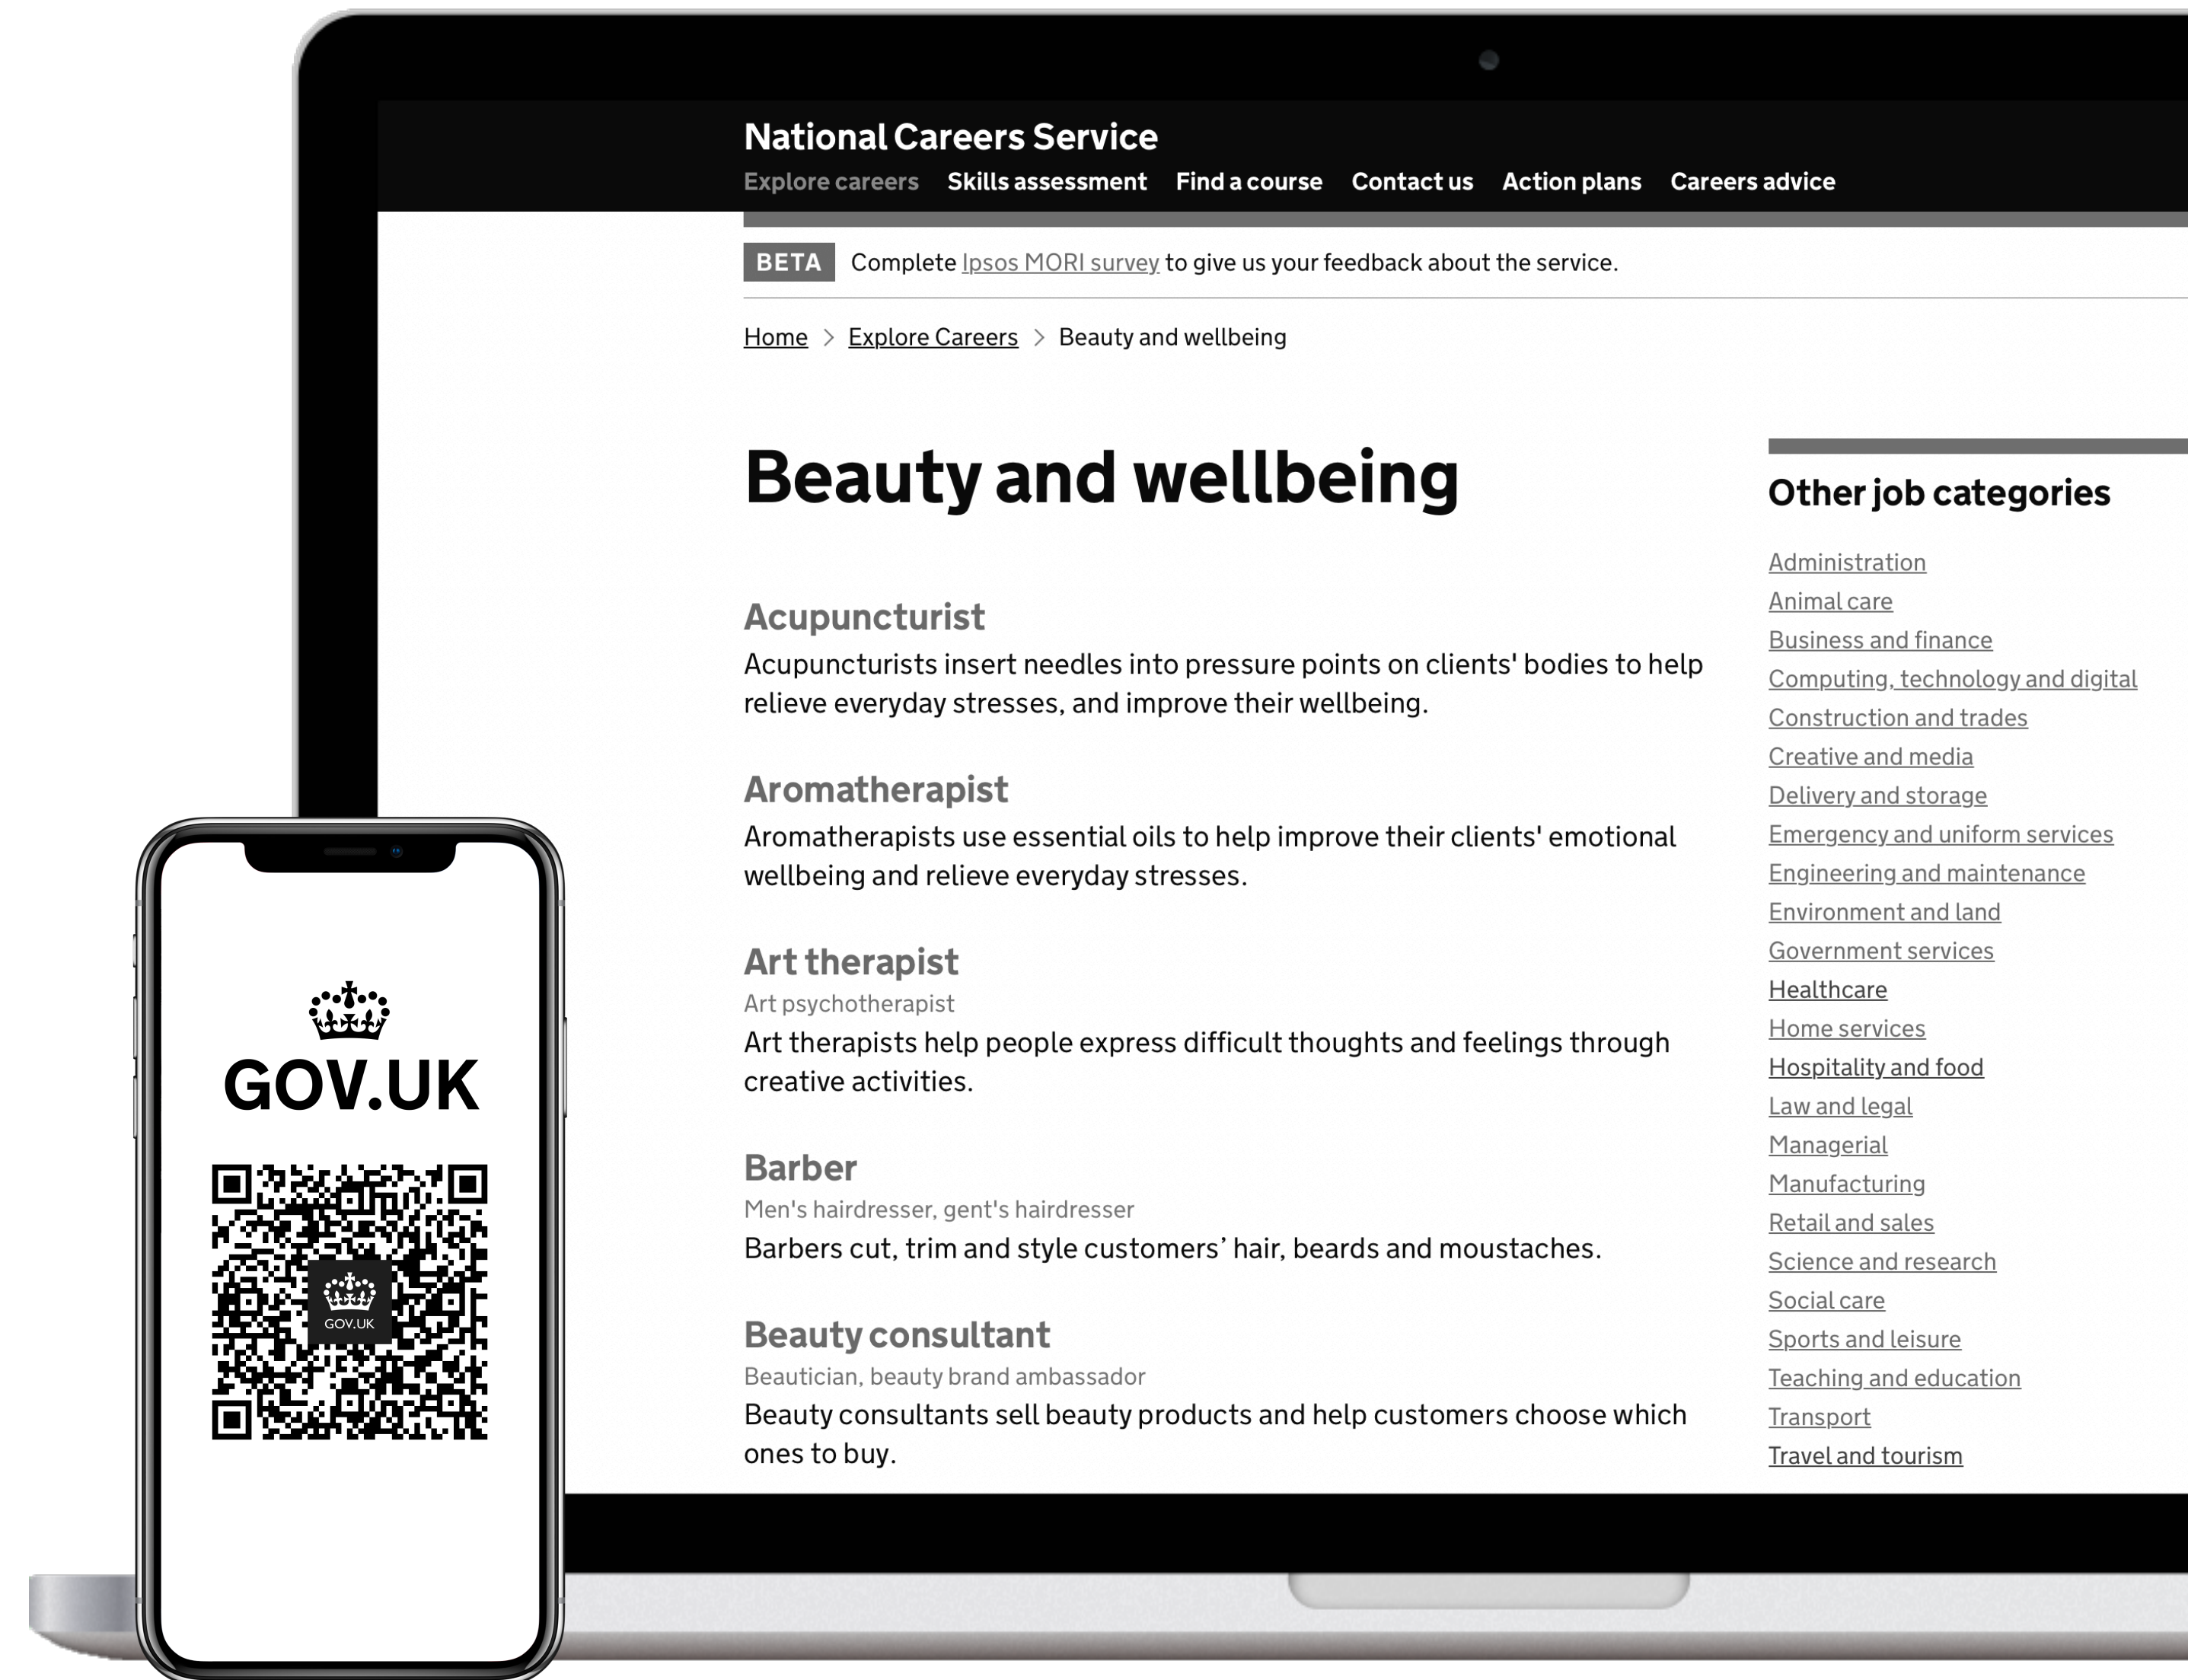 National Careers Service
Explore careers Skills assessment Find a course Contact us Action plans Careers advice
BETA Complete Ipsos MORI survey to give us your feedback about the service.
Home > Explore Careers > Beauty and wellbeing
Beauty and wellbeing
Acupuncturist
Acupuncturists insert needles into pressure points on clients' bodies to help
relieve everyday stresses, and improve their wellbeing.
Aromatherapist
Aromatherapists use essential oils to help improve their clients' emotional
wellbeing and relieve everyday stresses.
Art therapist
Art psychotherapist
Art therapists help people express difficult thoughts and feelings through
creative activities.
Barber
Men's hairdresser, gent's hairdresser
Barbers cut, trim and style customers’ hair, beards and moustaches.
Beauty consultant
Beautician, beauty brand ambassador
Beauty consultants sell beauty products and help customers choose which
ones to buy.
Other job categories
Administration
Animal care
Business and finance
Computing, technology and digital
Construction and trades
Creative and media
Delivery and storage
Emergency and uniform services
Engineering and maintenance
Environment and land
Government services
Healthcare
Home services
Hospitality and food
Law and legal
Managerial
Manufacturing
Retail and sales
Science and research
Social care
Sports and leisure
Teaching and education
Transport
Travel and tourism
GOV.UK
GOV.UK